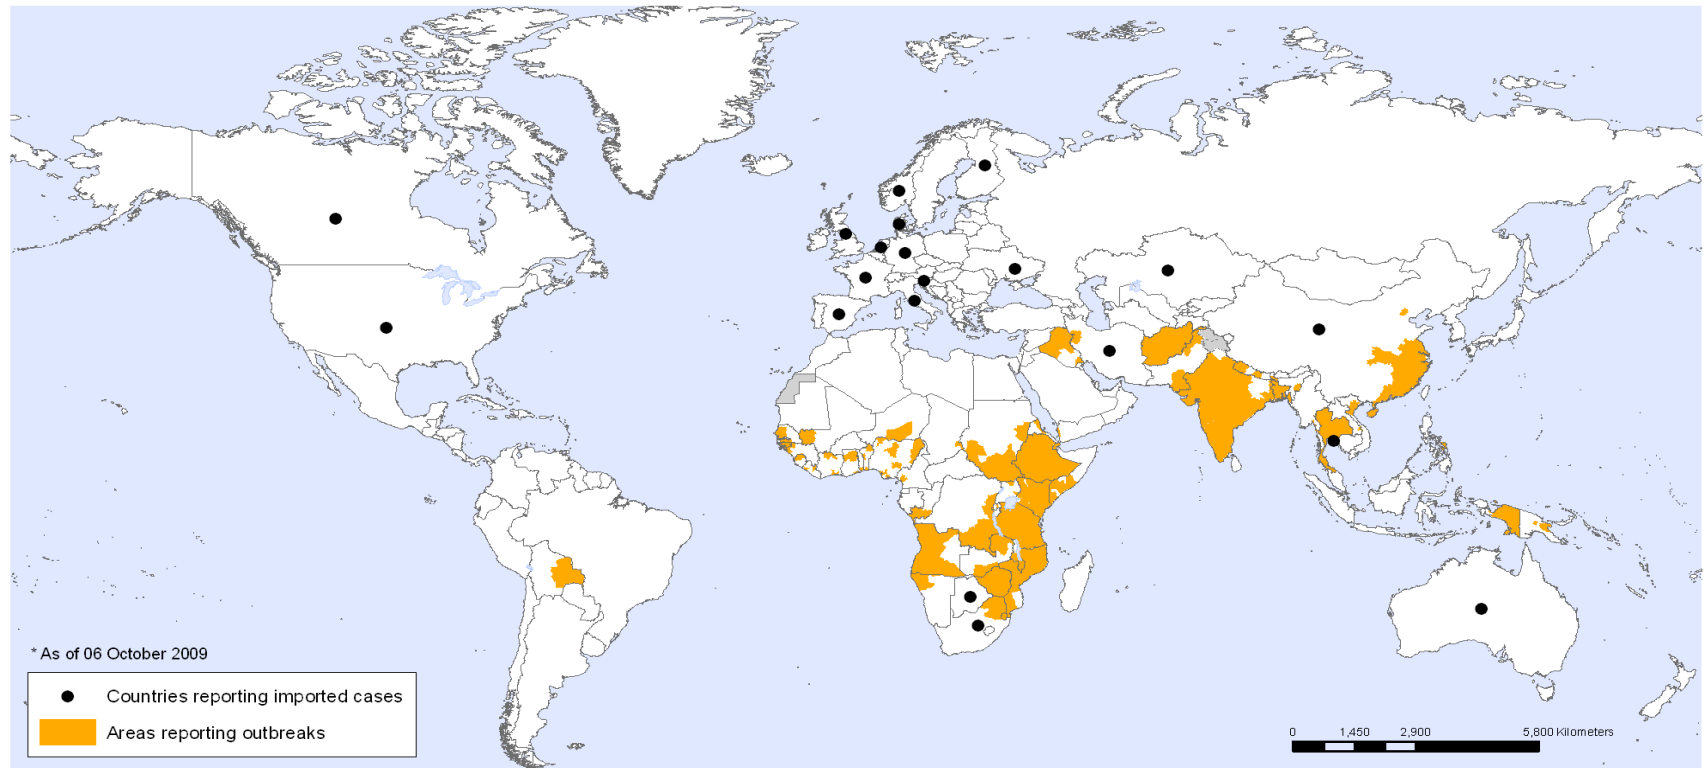 * As of 06 October 2009
Countries reporting imported cases
Areas reporting outbreaks
0 1,450 2,900 5,800 Kilometers